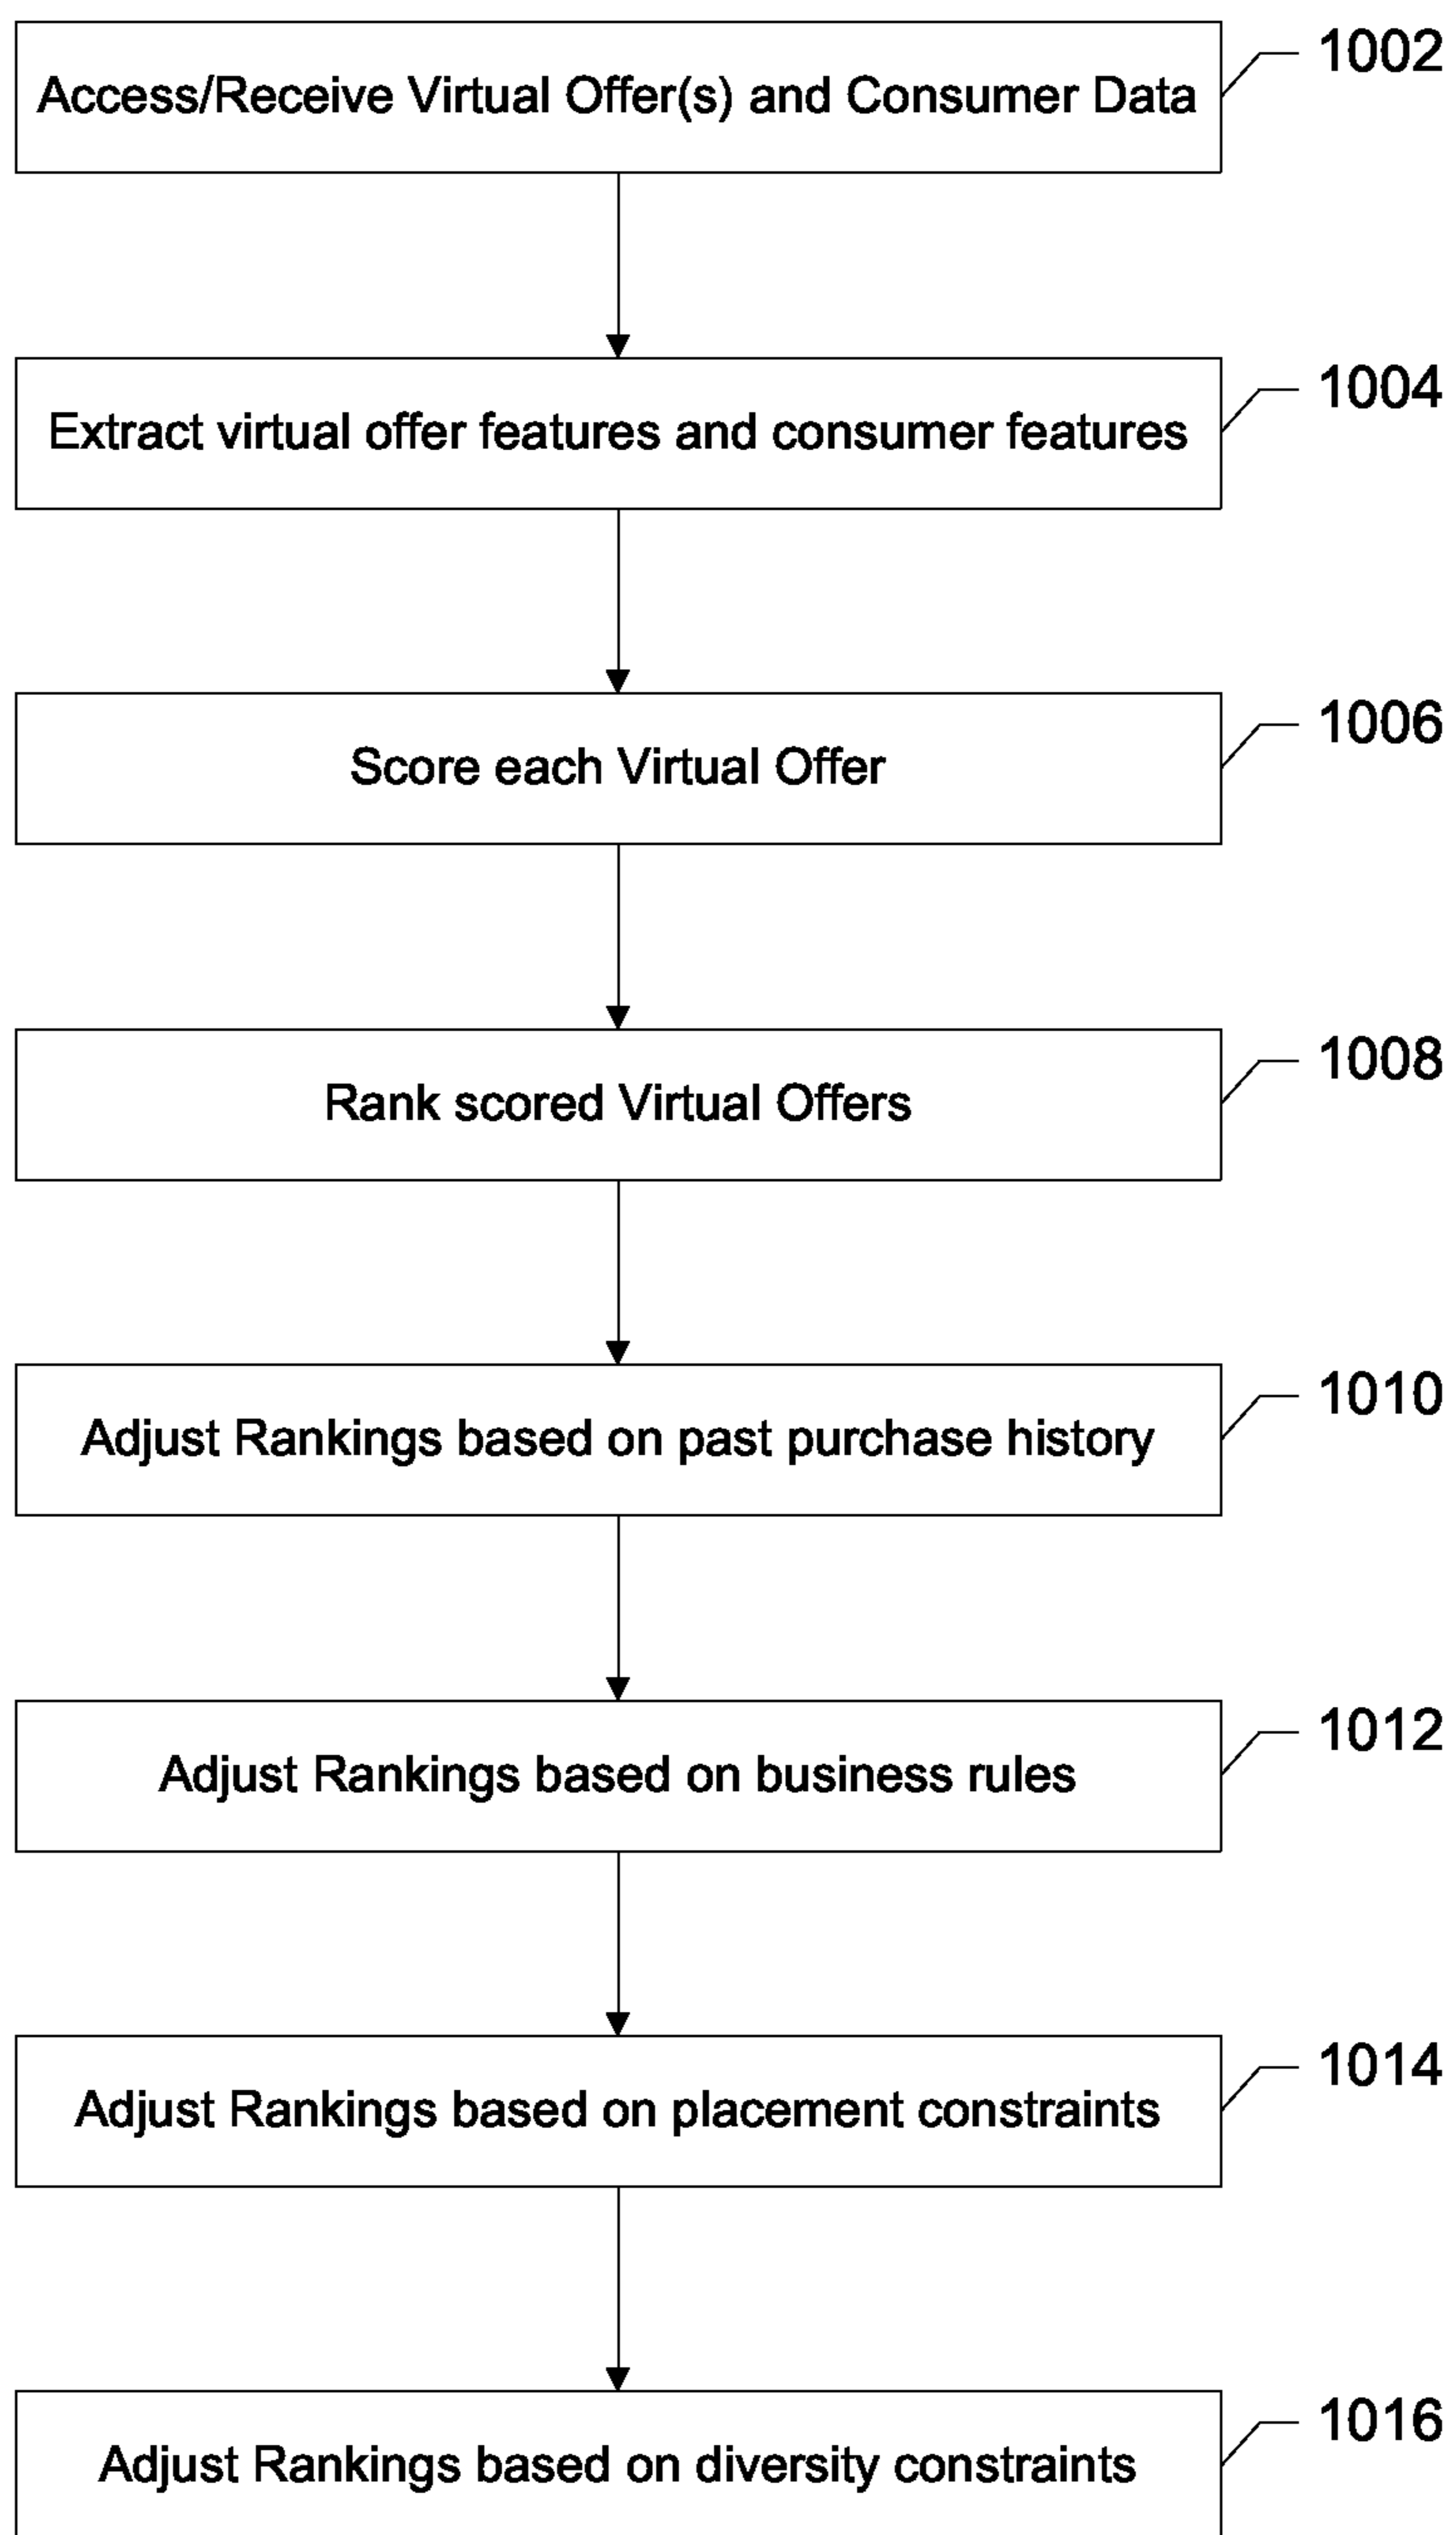 Access/Receive Virtual Offer(s) and Consumer Data
1002
Extract virtual offer features and consumer features
1004
Score each Virtual Offer
1006
Rank scored Virtual Offers
1008
Adjust Rankings based on past purchase history
1010
Adjust Rankings based on business rules
1012
Adjust Rankings based on placement constraints
1014
Adjust Rankings based on diversity constraints
1016